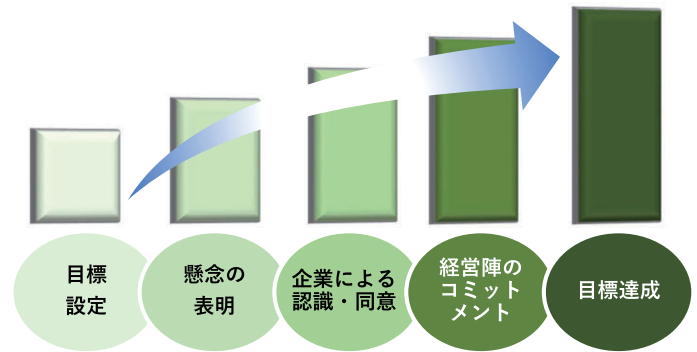 目標
設定
懸念の
表明
企業による
認識・同意
経営陣の
コミット
メント
目標達成